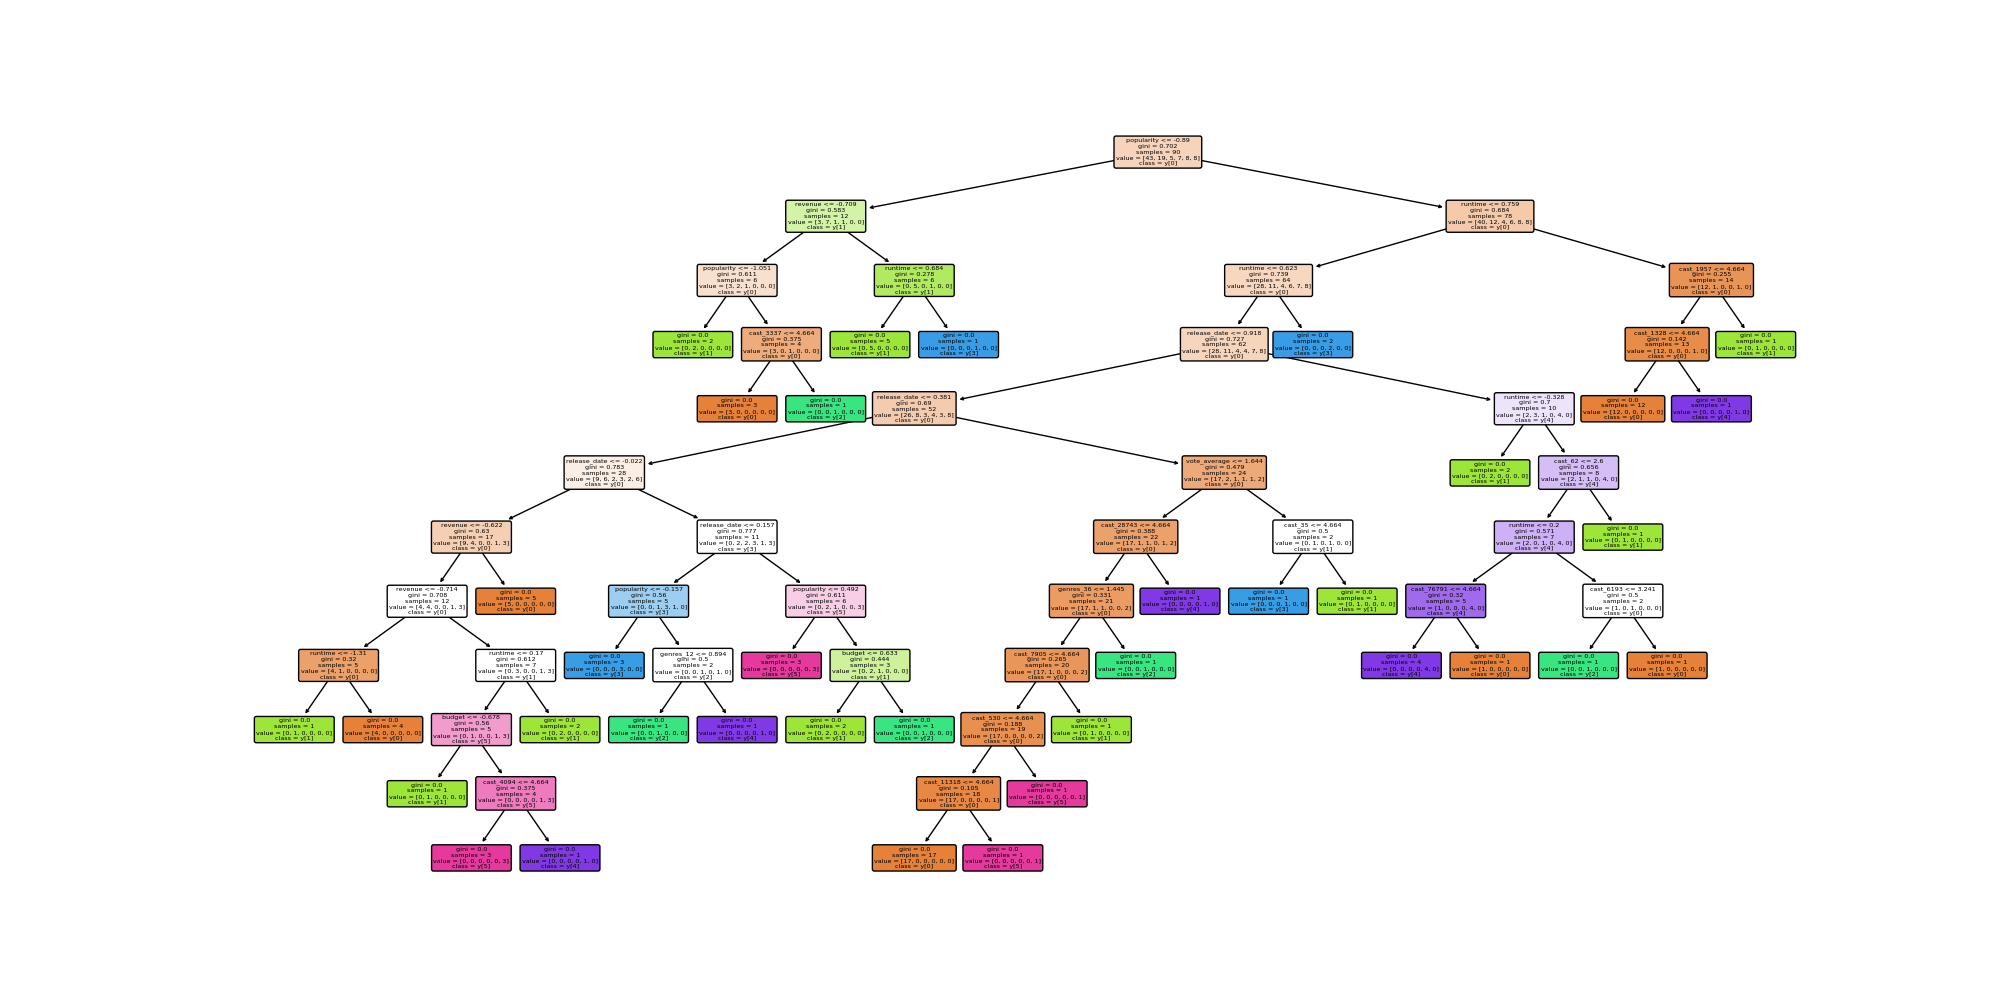 popularity <= -0.89
gini = 0.702
samples = 90
value = [43, 19, 5, 7, 8, 8]
class = y[0]
revenue <= -0.709
gini = 0.583
samples = 12
value = [3, 7, 1, 1, 0, 0]
class = y[1]
runtime <= 0.759
gini = 0.684
samples = 78
value = [40, 12, 4, 6, 8, 8]
class = y[0]
popularity <= -1.051
gini = 0.611
samples = 6
value = [3, 2, 1, 0, 0, 0]
class = y[0]
runtime <= 0.684
gini = 0.278
samples = 6
value = [0, 5, 0, 1, 0, 0]
class = y[1]
runtime <= 0.623
gini = 0.739
samples = 64
value = [28, 11, 4, 6, 7, 8]
class = y[0]
cast_1957 <= 4.664
gini = 0.255
samples = 14
value = [12, 1, 0, 0, 1, 0]
class = y[0]
gini = 0.0
samples = 2
value = [0, 2, 0, 0, 0, 0]
class = y[1]
cast_3337 <= 4.664
gini = 0.375
samples = 4
value = [3, 0, 1, 0, 0, 0]
class = y[0]
gini = 0.0
samples = 5
value = [0, 5, 0, 0, 0, 0]
class = y[1]
gini = 0.0
samples = 1
value = [0, 0, 0, 1, 0, 0]
class = y[3]
release_date <= 0.918
gini = 0.727
samples = 62
value = [28, 11, 4, 4, 7, 8]
class = y[0]
gini = 0.0
samples = 2
value = [0, 0, 0, 2, 0, 0]
class = y[3]
cast_1328 <= 4.664
gini = 0.142
samples = 13
value = [12, 0, 0, 0, 1, 0]
class = y[0]
gini = 0.0
samples = 1
value = [0, 1, 0, 0, 0, 0]
class = y[1]
gini = 0.0
samples = 3
value = [3, 0, 0, 0, 0, 0]
class = y[0]
gini = 0.0
samples = 1
value = [0, 0, 1, 0, 0, 0]
class = y[2]
release_date <= 0.381
gini = 0.69
samples = 52
value = [26, 8, 3, 4, 3, 8]
class = y[0]
runtime <= -0.328
gini = 0.7
samples = 10
value = [2, 3, 1, 0, 4, 0]
class = y[4]
gini = 0.0
samples = 12
value = [12, 0, 0, 0, 0, 0]
class = y[0]
gini = 0.0
samples = 1
value = [0, 0, 0, 0, 1, 0]
class = y[4]
release_date <= -0.022
gini = 0.783
samples = 28
value = [9, 6, 2, 3, 2, 6]
class = y[0]
vote_average <= 1.644
gini = 0.479
samples = 24
value = [17, 2, 1, 1, 1, 2]
class = y[0]
gini = 0.0
samples = 2
value = [0, 2, 0, 0, 0, 0]
class = y[1]
cast_62 <= 2.6
gini = 0.656
samples = 8
value = [2, 1, 1, 0, 4, 0]
class = y[4]
revenue <= -0.622
gini = 0.63
samples = 17
value = [9, 4, 0, 0, 1, 3]
class = y[0]
release_date <= 0.157
gini = 0.777
samples = 11
value = [0, 2, 2, 3, 1, 3]
class = y[3]
cast_28743 <= 4.664
gini = 0.388
samples = 22
value = [17, 1, 1, 0, 1, 2]
class = y[0]
cast_35 <= 4.664
gini = 0.5
samples = 2
value = [0, 1, 0, 1, 0, 0]
class = y[1]
runtime <= 0.2
gini = 0.571
samples = 7
value = [2, 0, 1, 0, 4, 0]
class = y[4]
gini = 0.0
samples = 1
value = [0, 1, 0, 0, 0, 0]
class = y[1]
revenue <= -0.714
gini = 0.708
samples = 12
value = [4, 4, 0, 0, 1, 3]
class = y[0]
gini = 0.0
samples = 5
value = [5, 0, 0, 0, 0, 0]
class = y[0]
popularity <= -0.157
gini = 0.56
samples = 5
value = [0, 0, 1, 3, 1, 0]
class = y[3]
popularity <= 0.492
gini = 0.611
samples = 6
value = [0, 2, 1, 0, 0, 3]
class = y[5]
genres_36 <= 1.445
gini = 0.331
samples = 21
value = [17, 1, 1, 0, 0, 2]
class = y[0]
gini = 0.0
samples = 1
value = [0, 0, 0, 0, 1, 0]
class = y[4]
gini = 0.0
samples = 1
value = [0, 0, 0, 1, 0, 0]
class = y[3]
gini = 0.0
samples = 1
value = [0, 1, 0, 0, 0, 0]
class = y[1]
cast_76791 <= 4.664
gini = 0.32
samples = 5
value = [1, 0, 0, 0, 4, 0]
class = y[4]
cast_6193 <= 3.241
gini = 0.5
samples = 2
value = [1, 0, 1, 0, 0, 0]
class = y[0]
runtime <= -1.31
gini = 0.32
samples = 5
value = [4, 1, 0, 0, 0, 0]
class = y[0]
runtime <= 0.17
gini = 0.612
samples = 7
value = [0, 3, 0, 0, 1, 3]
class = y[1]
gini = 0.0
samples = 3
value = [0, 0, 0, 3, 0, 0]
class = y[3]
genres_12 <= 0.894
gini = 0.5
samples = 2
value = [0, 0, 1, 0, 1, 0]
class = y[2]
gini = 0.0
samples = 3
value = [0, 0, 0, 0, 0, 3]
class = y[5]
budget <= 0.633
gini = 0.444
samples = 3
value = [0, 2, 1, 0, 0, 0]
class = y[1]
cast_7905 <= 4.664
gini = 0.265
samples = 20
value = [17, 1, 0, 0, 0, 2]
class = y[0]
gini = 0.0
samples = 1
value = [0, 0, 1, 0, 0, 0]
class = y[2]
gini = 0.0
samples = 4
value = [0, 0, 0, 0, 4, 0]
class = y[4]
gini = 0.0
samples = 1
value = [1, 0, 0, 0, 0, 0]
class = y[0]
gini = 0.0
samples = 1
value = [0, 0, 1, 0, 0, 0]
class = y[2]
gini = 0.0
samples = 1
value = [1, 0, 0, 0, 0, 0]
class = y[0]
gini = 0.0
samples = 1
value = [0, 1, 0, 0, 0, 0]
class = y[1]
gini = 0.0
samples = 4
value = [4, 0, 0, 0, 0, 0]
class = y[0]
budget <= -0.678
gini = 0.56
samples = 5
value = [0, 1, 0, 0, 1, 3]
class = y[5]
gini = 0.0
samples = 2
value = [0, 2, 0, 0, 0, 0]
class = y[1]
gini = 0.0
samples = 1
value = [0, 0, 1, 0, 0, 0]
class = y[2]
gini = 0.0
samples = 1
value = [0, 0, 0, 0, 1, 0]
class = y[4]
gini = 0.0
samples = 2
value = [0, 2, 0, 0, 0, 0]
class = y[1]
gini = 0.0
samples = 1
value = [0, 0, 1, 0, 0, 0]
class = y[2]
cast_530 <= 4.664
gini = 0.188
samples = 19
value = [17, 0, 0, 0, 0, 2]
class = y[0]
gini = 0.0
samples = 1
value = [0, 1, 0, 0, 0, 0]
class = y[1]
gini = 0.0
samples = 1
value = [0, 1, 0, 0, 0, 0]
class = y[1]
cast_4094 <= 4.664
gini = 0.375
samples = 4
value = [0, 0, 0, 0, 1, 3]
class = y[5]
cast_11318 <= 4.664
gini = 0.105
samples = 18
value = [17, 0, 0, 0, 0, 1]
class = y[0]
gini = 0.0
samples = 1
value = [0, 0, 0, 0, 0, 1]
class = y[5]
gini = 0.0
samples = 3
value = [0, 0, 0, 0, 0, 3]
class = y[5]
gini = 0.0
samples = 1
value = [0, 0, 0, 0, 1, 0]
class = y[4]
gini = 0.0
samples = 17
value = [17, 0, 0, 0, 0, 0]
class = y[0]
gini = 0.0
samples = 1
value = [0, 0, 0, 0, 0, 1]
class = y[5]